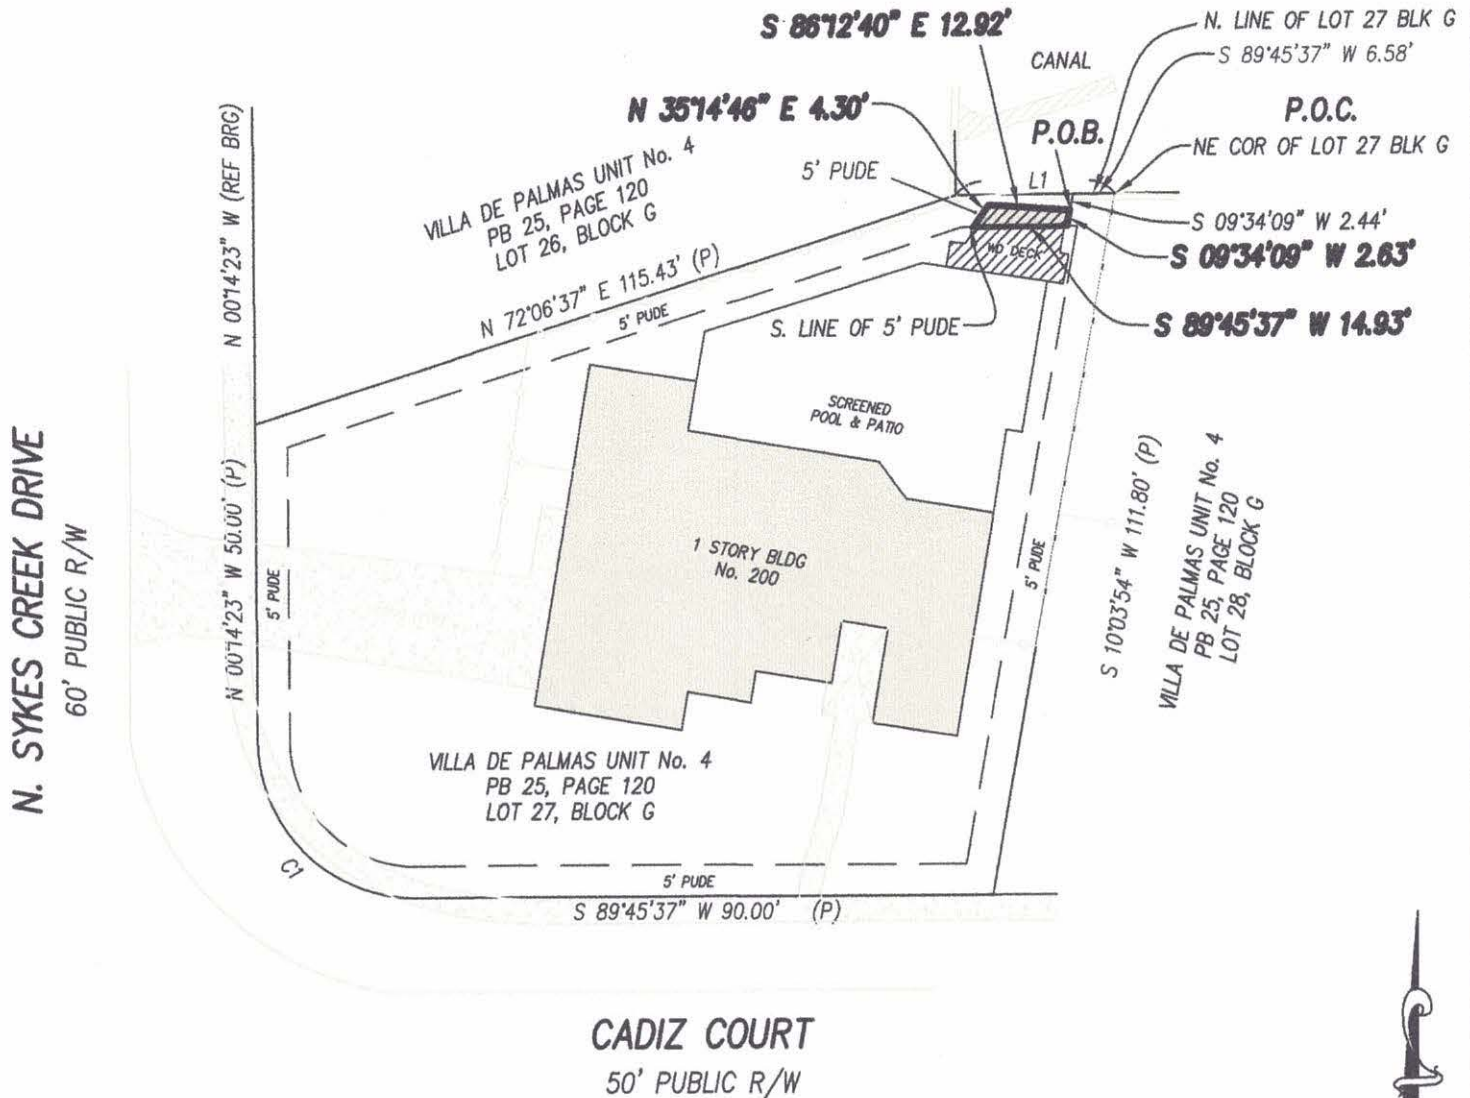 S 86°12'40" E 12.92'
N. LINE OF LOT 27 BLK G
S 89°45'37" W 6.58'
CANAL
N 35°14'46" E 4.30'
P.O.C.
P.O.B.
NE COR OF LOT 27 BLK G
5' PUDE
L1
S 09°34'09" W 2.44'
S 09°34'09" W 2.63'
WD. DECK
S 89°45'37" W 14.93'
S. LINE OF 5' PUDE
N 00°14'23" W (REF BRG)
VILLA DE PALMAS UNIT No. 4
PB 25, PAGE 120
LOT 26, BLOCK G
N 72°06'37" E 115.43' (P)
5' PUDE
SCREENED
POOL & PATIO
N. SYKES CREEK DRIVE
60' PUBLIC R/W
N 00°14'23" W 50.00' (P)
5' PUDE
1 STORY BLDG
No. 200
5' PUDE
S 10°03'54" W 111.80' (P)
VILLA DE PALMAS UNIT No. 4
PB 25, PAGE 120
LOT 28, BLOCK G
VILLA DE PALMAS UNIT No. 4
PB 25, PAGE 120
LOT 27, BLOCK G
C1
5' PUDE
S 89°45'37" W 90.00' (P)
CADIZ COURT
50' PUBLIC R/W